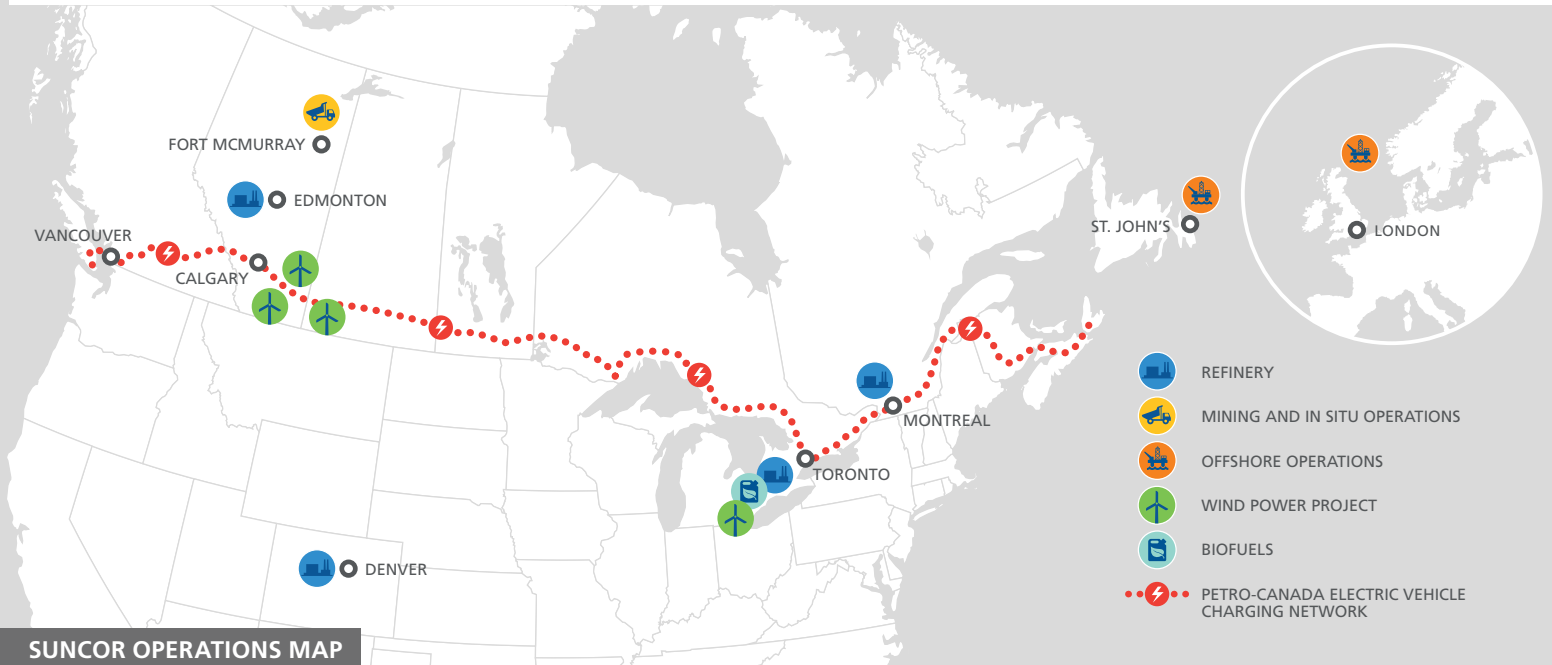 FORT MCMURRAY
EDMONTON
VANCOUVER
CALGARY
ST. JOHN'S
LONDON
MONTREAL
TORONTO
DENVER
REFINERY
MINING AND IN SITU OPERATIONS
OFFSHORE OPERATIONS
WIND POWER PROJECT
BIOFUELS
PETRO-CANADA ELECTRIC VEHICLE
CHARGING NETWORK
SUNCOR OPERATIONS MAP